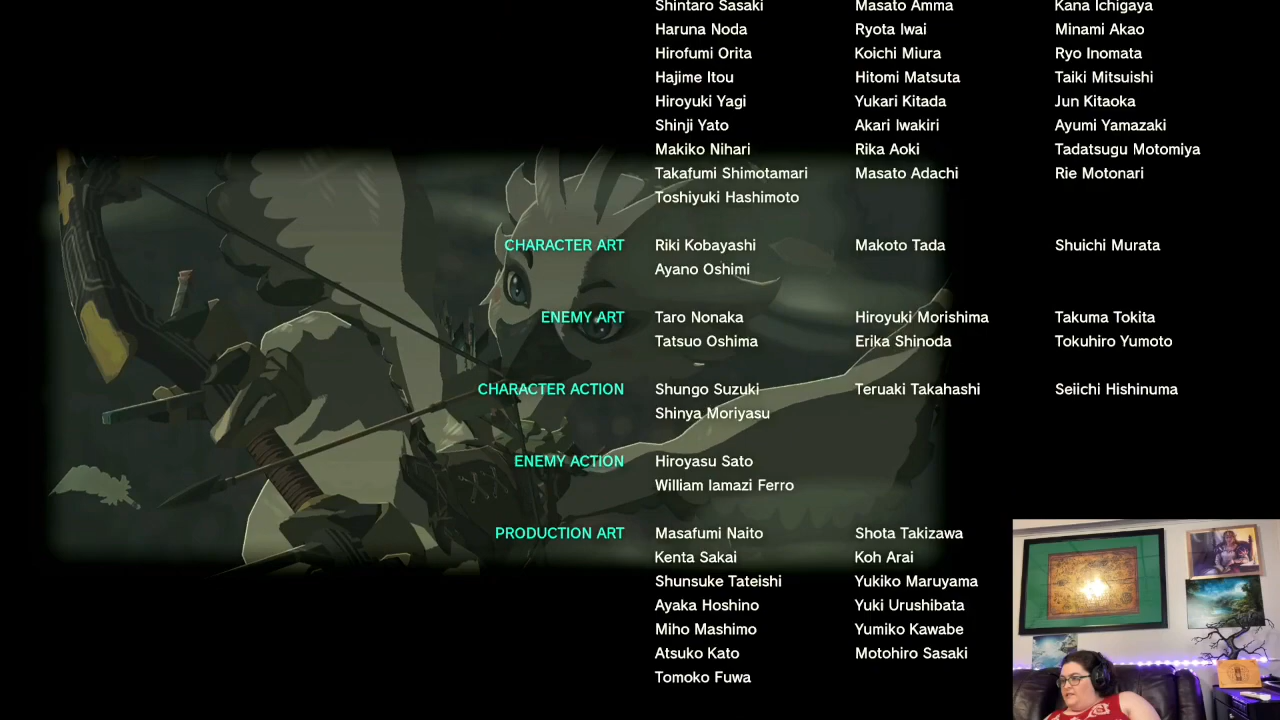 Shintaro Sasaki Masato Amma Kana Ichigaya
Haruna Noda Ryota Iwai Minami Akao
Hirofumi Orita Koichi Miura Ryo Inomata
Hajime Itou Hitomi Matsuta Taiki Mitsuishi
Hiroyuki Yagi Yukari Kitada Jun Kitaoka
Shinji Yato Akari Iwakiri Ayumi Yamazaki
Makiko Nihari Rika Aoki Tadatsugu Motomiya
Takafumi Shimotamari Masato Adachi Rie Motonari
Toshiyuki Hashimoto
CHARACTER ART Riki Kobayashi Makoto Tada Shuichi Murata
Ayano Oshimi
ENEMY ART Taro Nonaka Hiroyuki Morishima Takuma Tokita
Tatsuo Oshima Erika Shinoda Tokuhiro Yumoto
CHARACTER ACTION Shungo Suzuki Teruaki Takahashi Seiichi Hishinuma
Shinya Moriyasu
ENEMY ACTION Hiroyasu Sato
William Iamazi Ferro
PRODUCTION ART Masafumi Naito Shota Takizawa
Kenta Sakai Koh Arai
Shunsuke Tateishi Yukiko Maruyama
Ayaka Hoshino Yuki Urushibata
Miho Mashimo Yumiko Kawabe
Atsuko Kato Motohiro Sasaki
Tomoko Fuwa